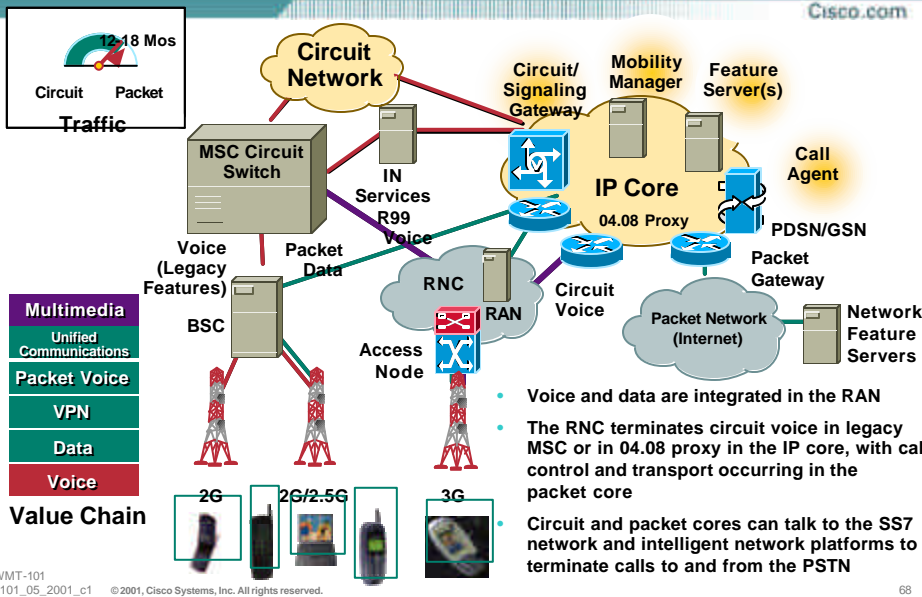 Cisco.com
12-18 Mos
Circuit Packet
Traffic
Circuit
Network
Circuit/
Signaling
Gateway
Mobility
Manager
Feature
Server(s)
MSC Circuit
Switch
IN
Services
R99
Voice
IP Core
04.08 Proxy
Call
Agent
PDSN/GSN
Voice
(Legacy
Features)
Packet
Data
RNC
RAN
Circuit
Voice
Packet
Gateway
Packet Network
(Internet)
Network
Feature
Servers
BSC
Access
Node
Multimedia
Unified
Communications
Packet Voice
VPN
Data
Voice
Value Chain
2G
2G/2.5G
3G
• Voice and data are integrated in the RAN
• The RNC terminates circuit voice in legacy
MSC or in 04.08 proxy in the IP core, with cal
control and transport occurring in the
packet core
• Circuit and packet cores can talk to the SS7
network and intelligent network platforms to
terminate calls to and from the PSTN
WMT-101
101_05_2001_c1 © 2001, Cisco Systems, Inc. All rights reserved.
68